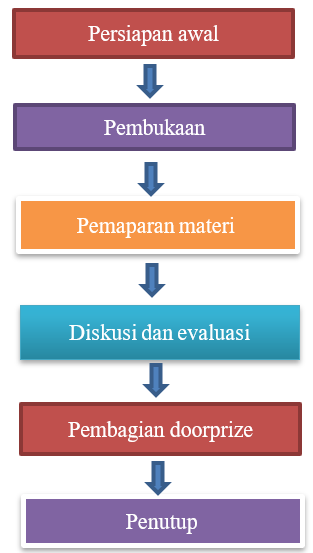 Persiapan awal
Pembukaan
Pemaparan materi
Diskusi dan evaluasi
Pembagian doorprize
Penutup